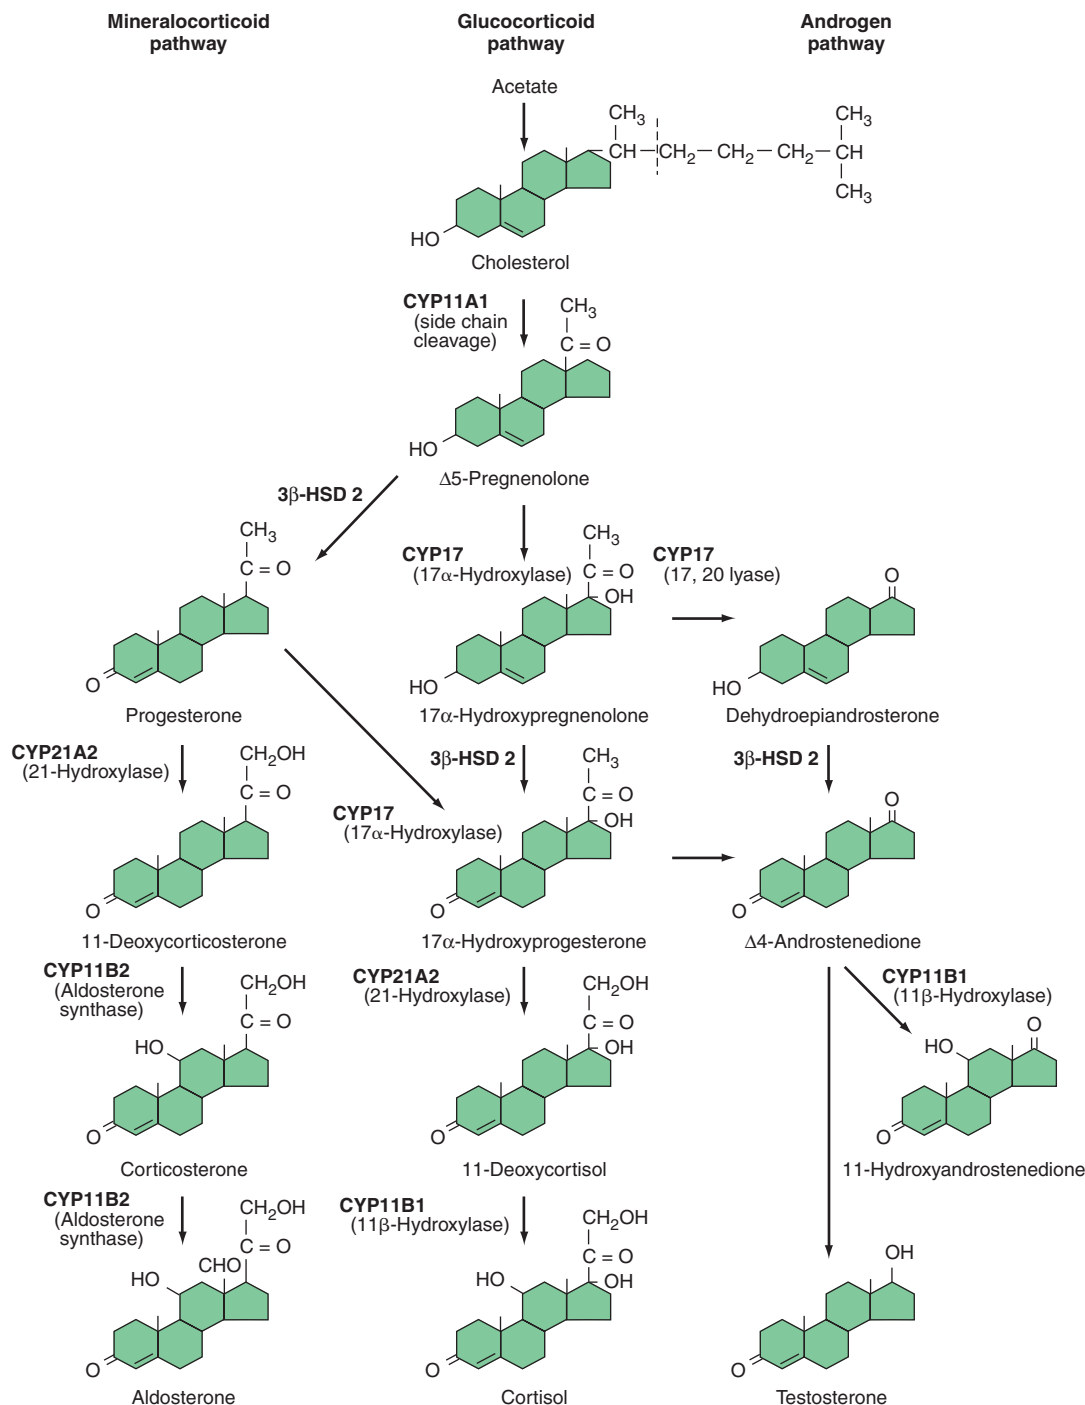 Mineralocorticoid
pathway
Glucocorticoid
pathway
Androgen
pathway
Acetate
CH3
CH3
CH
CH2
CH2
CH2
CH
CH3
HO
Cholesterol
CYP11A1
(side chain
cleavage)
CH3
C = O
HO
Δ5-Pregnenolone
3β-HSD 2
CH3
C = O
O
Progesterone
CYP17
(17α-Hydroxylase)
CH3
C = O
OH
HO
17α-Hydroxypregnenolone
CYP17
(17, 20 lyase)
O
HO
Dehydroepiandrosterone
CYP21A2
(21-Hydroxylase)
CH2OH
C = O
O
11-Deoxycorticosterone
3β-HSD 2
CYP17
(17α-Hydroxylase)
CH3
C = O
OH
O
17α-Hydroxyprogesterone
3β-HSD 2
O
O
Δ4-Androstenedione
CYP11B2
(Aldosterone
synthase)
CH2OH
C = O
HO
O
Corticosterone
CYP21A2
(21-Hydroxylase)
CH2OH
C = O
OH
O
11-Deoxycortisol
CYP11B1
(11β-Hydroxylase)
O
HO
O
11-Hydroxyandrostenedione
CYP11B2
(Aldosterone
synthase)
CH2OH
C = O
CHO
HO
O
Aldosterone
CYP11B1
(11β-Hydroxylase)
CH2OH
C = O
OH
HO
O
Cortisol
OH
O
Testosterone